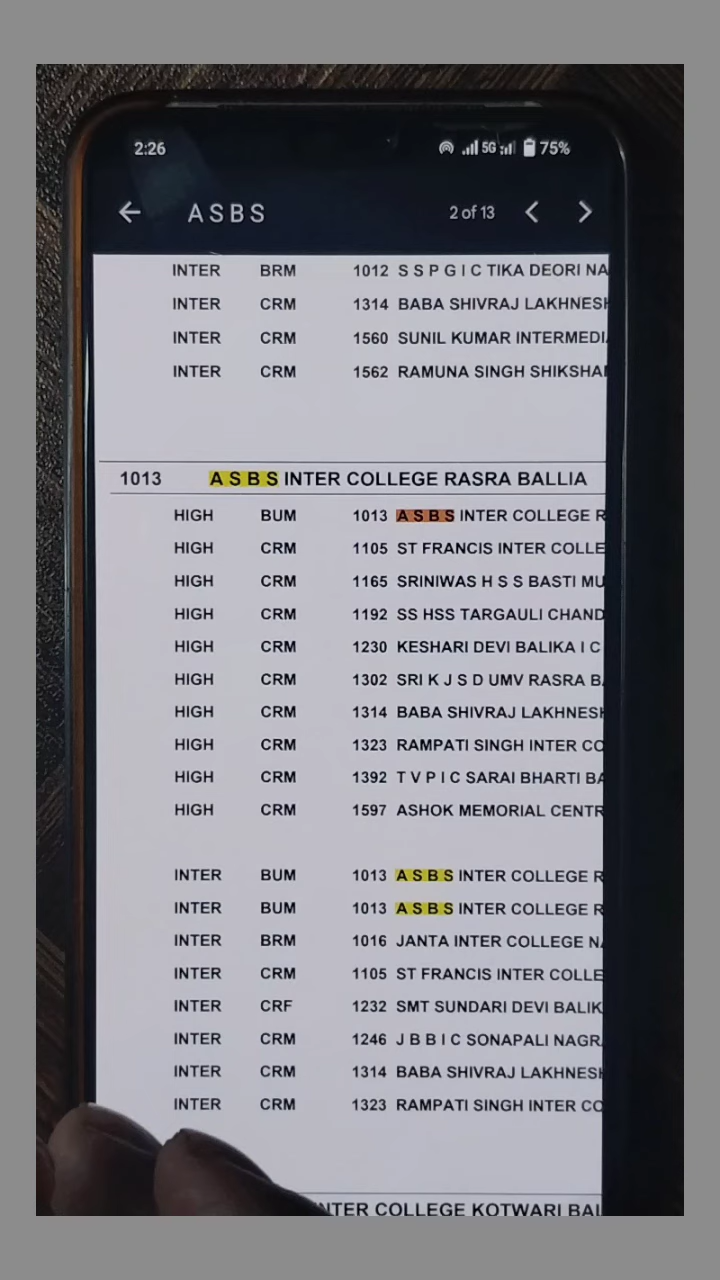 2:26 5G 75%
A S B S 2 of 13
INTER BRM 1012 S S P G I C TIKA DEORI NA
INTER CRM 1314 BABA SHIVRAJ LAKHNESH
INTER CRM 1560 SUNIL KUMAR INTERMEDI
INTER CRM 1562 RAMUNA SINGH SHIKSHA
1013 A S B S INTER COLLEGE RASRA BALLIA
HIGH BUM 1013 A S B S INTER COLLEGE R
HIGH CRM 1105 ST FRANCIS INTER COLLE
HIGH CRM 1165 SRINIWAS H S S BASTI MU
HIGH CRM 1192 SS HSS TARGAULI CHAND
HIGH CRM 1230 KESHARI DEVI BALIKA I C
HIGH CRM 1302 SRI K J S D UMV RASRA B
HIGH CRM 1314 BABA SHIVRAJ LAKHNESH
HIGH CRM 1323 RAMPATI SINGH INTER CO
HIGH CRM 1392 T V P I C SARAI BHARTI BA
HIGH CRM 1597 ASHOK MEMORIAL CENTR
INTER BUM 1013 A S B S INTER COLLEGE R
INTER BUM 1013 A S B S INTER COLLEGE R
INTER BRM 1016 JANTA INTER COLLEGE NA
INTER CRM 1105 ST FRANCIS INTER COLLE
INTER CRF 1232 SMT SUNDARI DEVI BALIK
INTER CRM 1246 J B B I C SONAPALI NAGR
INTER CRM 1314 BABA SHIVRAJ LAKHNESH
INTER CRM 1323 RAMPATI SINGH INTER CO
INTER COLLEGE KOTWARI BAL